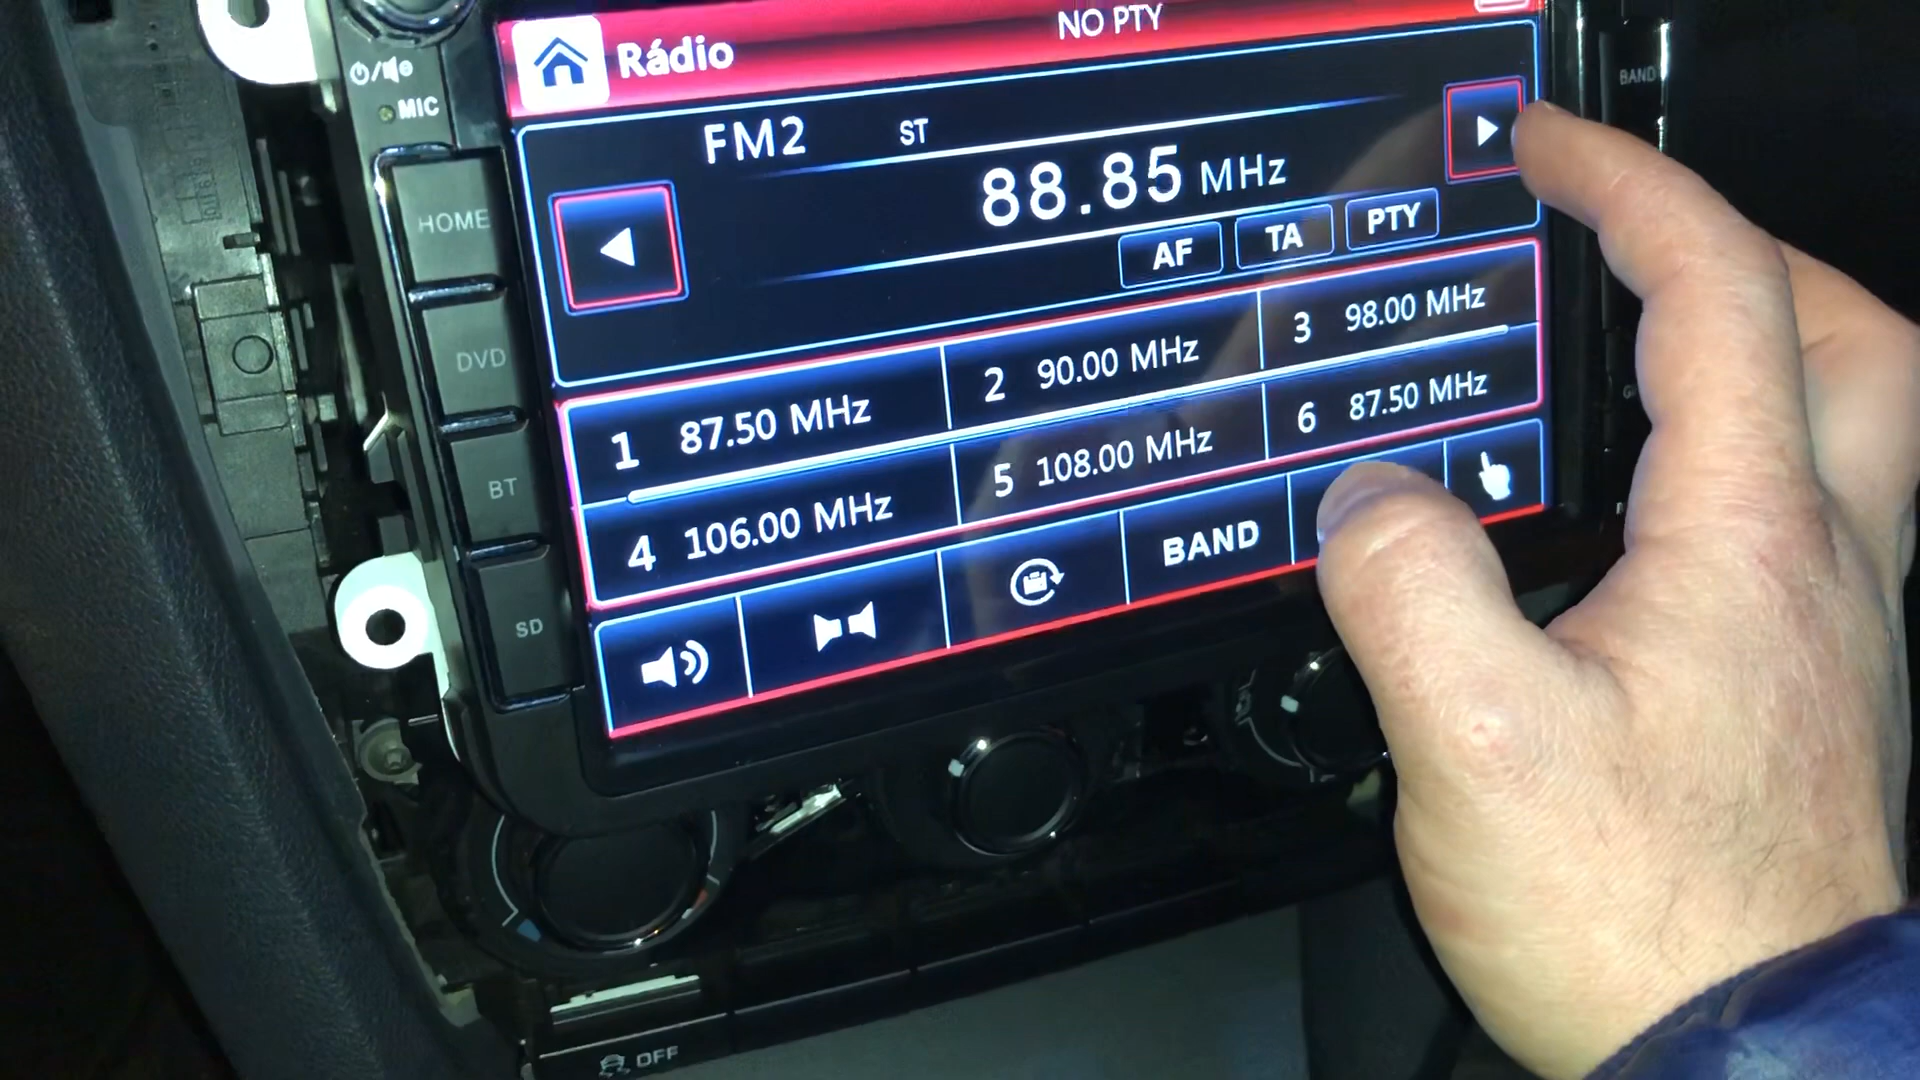 NO PTY
Rádio
MIC
BAND
FM2 ST
88.85 MHz
AF TA PTY
HOME
DVD
BT
SD
1 87.50 MHz
2 90.00 MHz
3 98.00 MHz
4 106.00 MHz
5 108.00 MHz
6 87.50 MHz
BAND
OFF